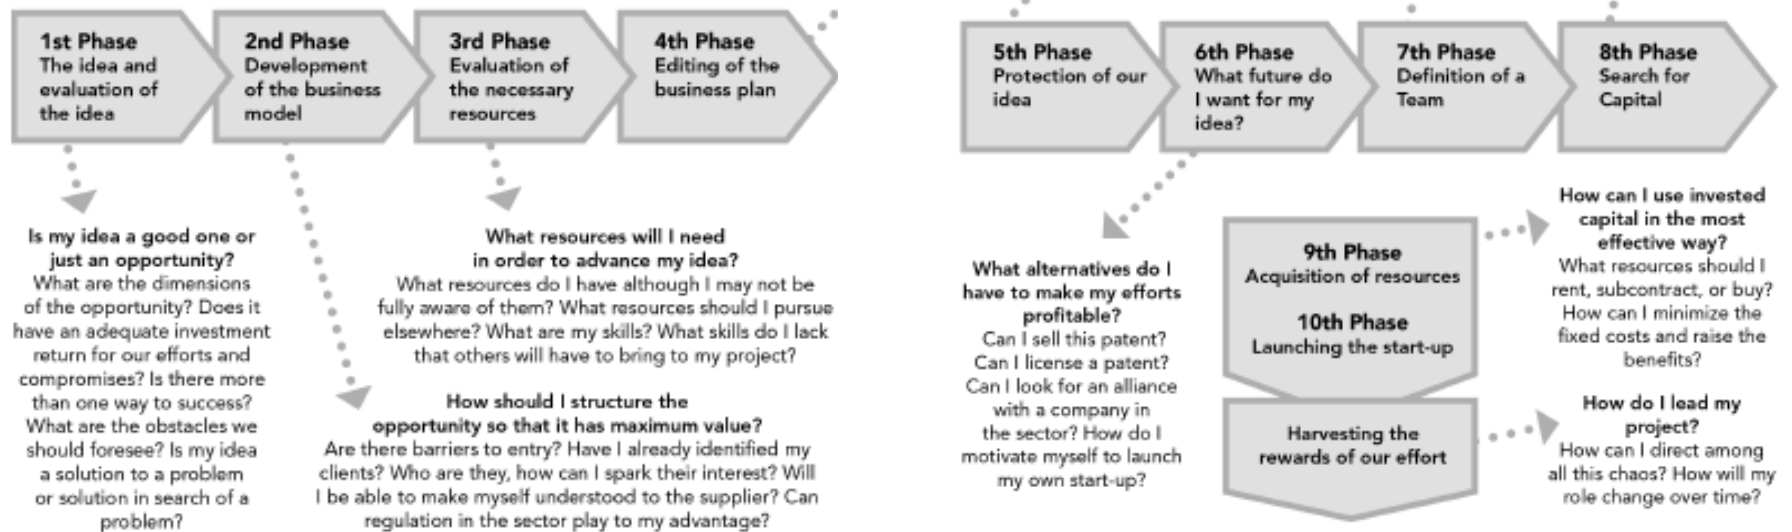 1st Phase
The idea and
evaluation of
the idea
2nd Phase
Development
of the business
model
3rd Phase
Evaluation of
the necessary
resources
4th Phase
Editing of the
business plan
Is my idea a good one or
just an opportunity?
What are the dimensions
of the opportunity? Does it
have an adequate investment
return for our efforts and
compromises? Is there more
than one way to success?
What are the obstacles we
should foresee? Is my idea
a solution to a problem
or solution in search of a
problem?
What resources will I need
in order to advance my idea?
What resources do I have although I may not be
fully aware of them? What resources should I pursue
elsewhere? What are my skills? What skills do I lack
that others will have to bring to my project?
How should I structure the
opportunity so that it has maximum value?
Are there barriers to entry? Have I already identified my
clients? Who are they, how can I spark their interest? Will
I be able to make myself understood to the supplier? Can
regulation in the sector play to my advantage?
5th Phase
Protection of our
idea
6th Phase
What future do
I want for my
idea?
7th Phase
Definition of a
Team
8th Phase
Search for
Capital
What alternatives do I
have to make my efforts
profitable?
Can I sell this patent?
Can I license a patent?
Can I look for an alliance
with a company in
the sector? How do I
motivate myself to launch
my own start-up?
9th Phase
Acquisition of resources
10th Phase
Launching the start-up
Harvesting the
rewards of our effort
How can I use invested
capital in the most
effective way?
What resources should I
rent, subcontract, or buy?
How can I minimize the
fixed costs and raise the
benefits?
How do I lead my
project?
How can I direct among
all this chaos? How will my
role change over time?